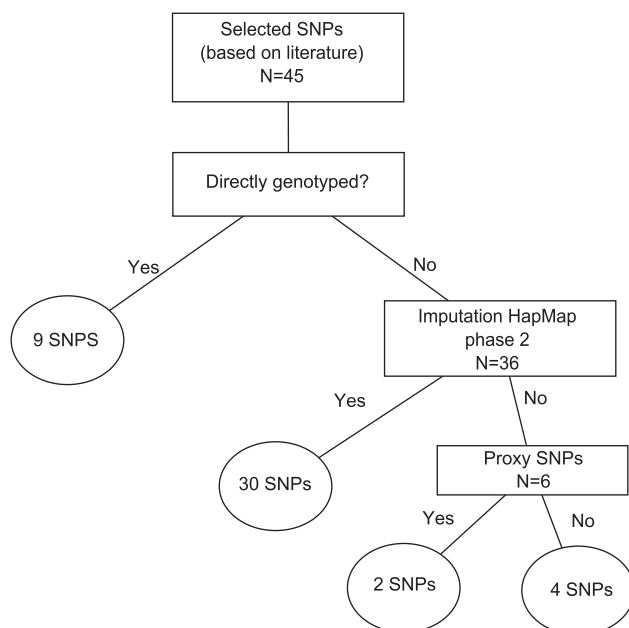 Selected SNPs
(based on literature)
N=45
Directly genotyped?
Yes
No
9 SNPS
Imputation HapMap
phase 2
N=36
Yes
No
30 SNPs
Proxy SNPs
N=6
Yes
No
2 SNPs
4 SNPs